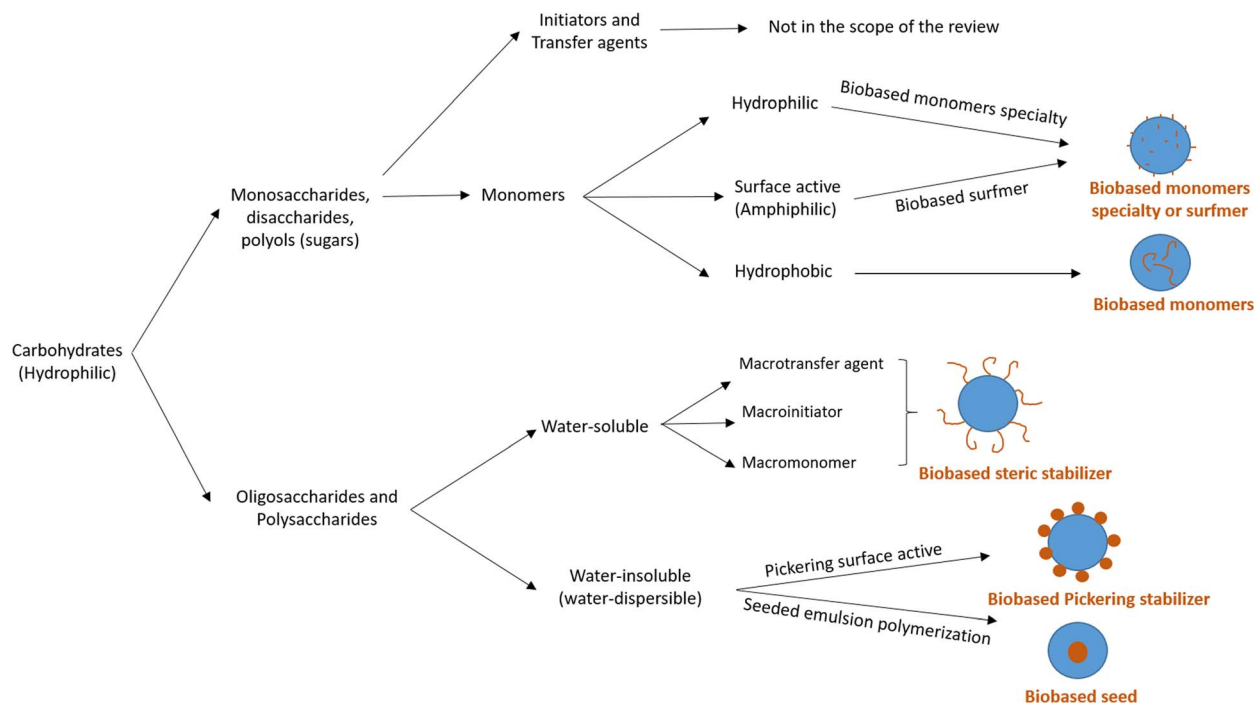 Initiators and
Transfer agents
Not in the scope of the review
Hydrophilic
Biobased monomers specialty
Monosaccharides,
disaccharides,
polyols (sugars)
Monomers
Surface active
(Amphiphilic)
Biobased surfmer
Biobased monomers
specialty or surfmer
Hydrophobic
Biobased monomers
Carbohydrates
(Hydrophilic)
Macrotransfer agent
Water-soluble
Macroinitiator
Macromonomer
Biobased steric stabilizer
Oligosaccharides and
Polysaccharides
Water-insoluble
(water-dispersible)
Pickering surface active
Biobased Pickering stabilizer
Seeded emulsion polymerization
Biobased seed